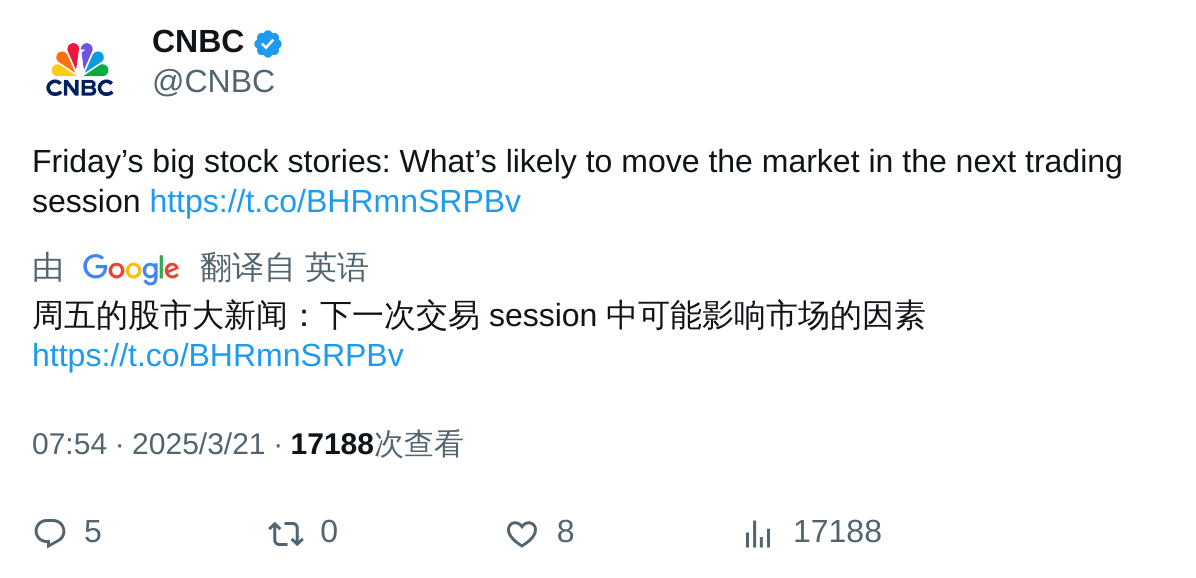 CNBC
CNBC
@CNBC
Friday’s big stock stories: What’s likely to move the market in the next trading
session https://t.co/BHRmnSRPBv
由 Google 翻译自 英语
周五的股市大新闻：下一次交易 session 中可能影响市场的因素
https://t.co/BHRmnSRPBv
07:54 · 2025/3/21 · 17188次查看
5 0 8 17188